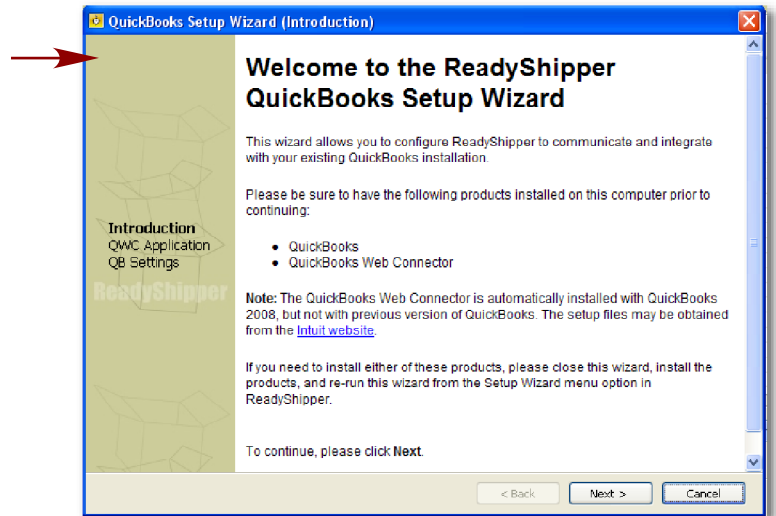 QuickBooks Setup Wizard (Introduction)
Welcome to the ReadyShipper
QuickBooks Setup Wizard
This wizard allows you to configure ReadyShipper to communicate and integrate
with your existing QuickBooks installation.
Please be sure to have the following products installed on this computer prior to
continuing:
• QuickBooks
• QuickBooks Web Connector
Note: The QuickBooks Web Connector is automatically installed with QuickBooks
2008, but not with previous version of QuickBooks. The setup files may be obtained
from the Intuit website.
If you need to install either of these products, please close this wizard, install the
products, and re-run this wizard from the Setup Wizard menu option in
ReadyShipper.
To continue, please click Next.
Introduction
QWC Application
QB Settings
ReadyShipper
< Back
Next >
Cancel